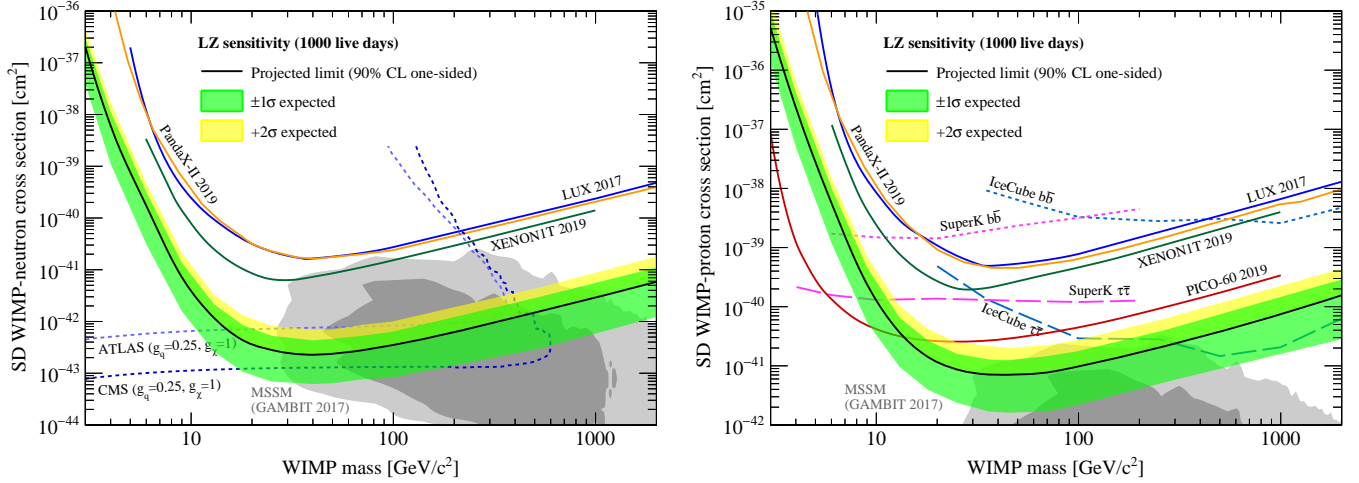 10⁻³⁶
10⁻³⁷
10⁻³⁸
10⁻³⁹
10⁻⁴⁰
10⁻⁴¹
10⁻⁴²
10⁻⁴³
10⁻⁴⁴
SD WIMP-neutron cross section [cm²]
LZ sensitivity (1000 live days)
Projected limit (90% CL one-sided)
±1σ expected
+2σ expected
PandaX-II 2019
LUX 2017
XENON1T 2019
ATLAS (g_q=0.25, g_χ=1)
CMS (g_q=0.25, g_χ=1)
MSSM
(GAMBIT 2017)
10
100
1000
WIMP mass [GeV/c²]
10⁻³⁵
10⁻³⁶
10⁻³⁷
10⁻³⁸
10⁻³⁹
10⁻⁴⁰
10⁻⁴¹
10⁻⁴²
SD WIMP-proton cross section [cm²]
LZ sensitivity (1000 live days)
Projected limit (90% CL one-sided)
±1σ expected
+2σ expected
PandaX-II 2019
IceCube bb̅
LUX 2017
SuperK bb̅
XENON1T 2019
PICO-60 2019
SuperK ττ̅
IceCube ττ̅
MSSM
(GAMBIT 2017)
10
100
1000
WIMP mass [GeV/c²]